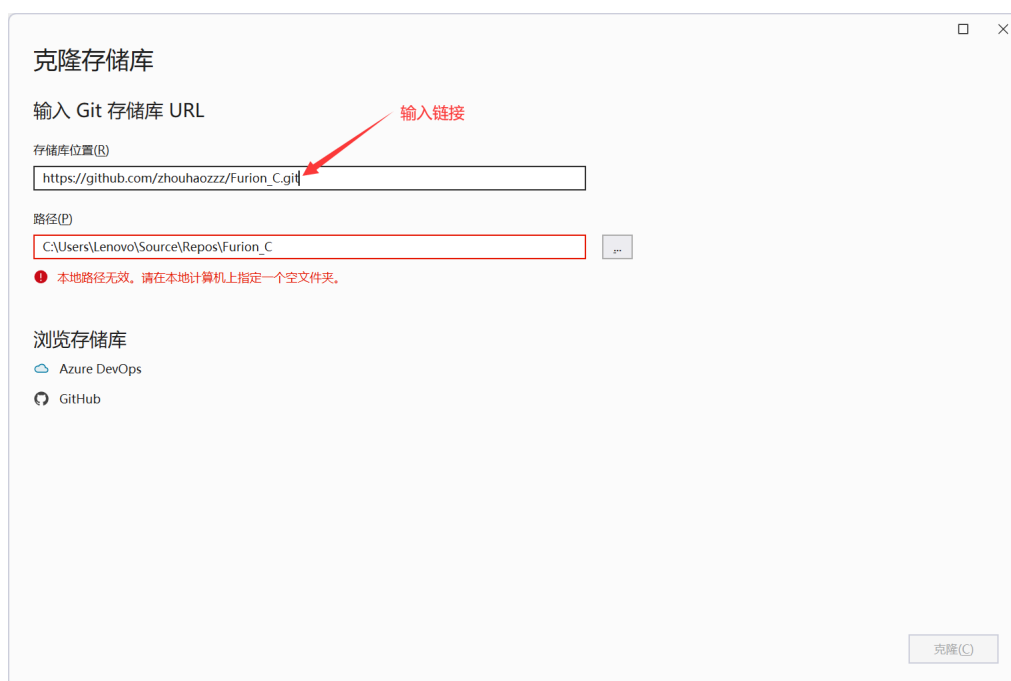 克隆存储库
输入 Git 存储库 URL
输入链接
存储库位置(R)
https://github.com/zhouhaozzz/Furion_C.git
路径(P)
C:\Users\Lenovo\Source\Repos\Furion_C
...
本地路径无效。请在本地计算机上指定一个空文件夹。
浏览存储库
Azure DevOps
GitHub
克隆(C)